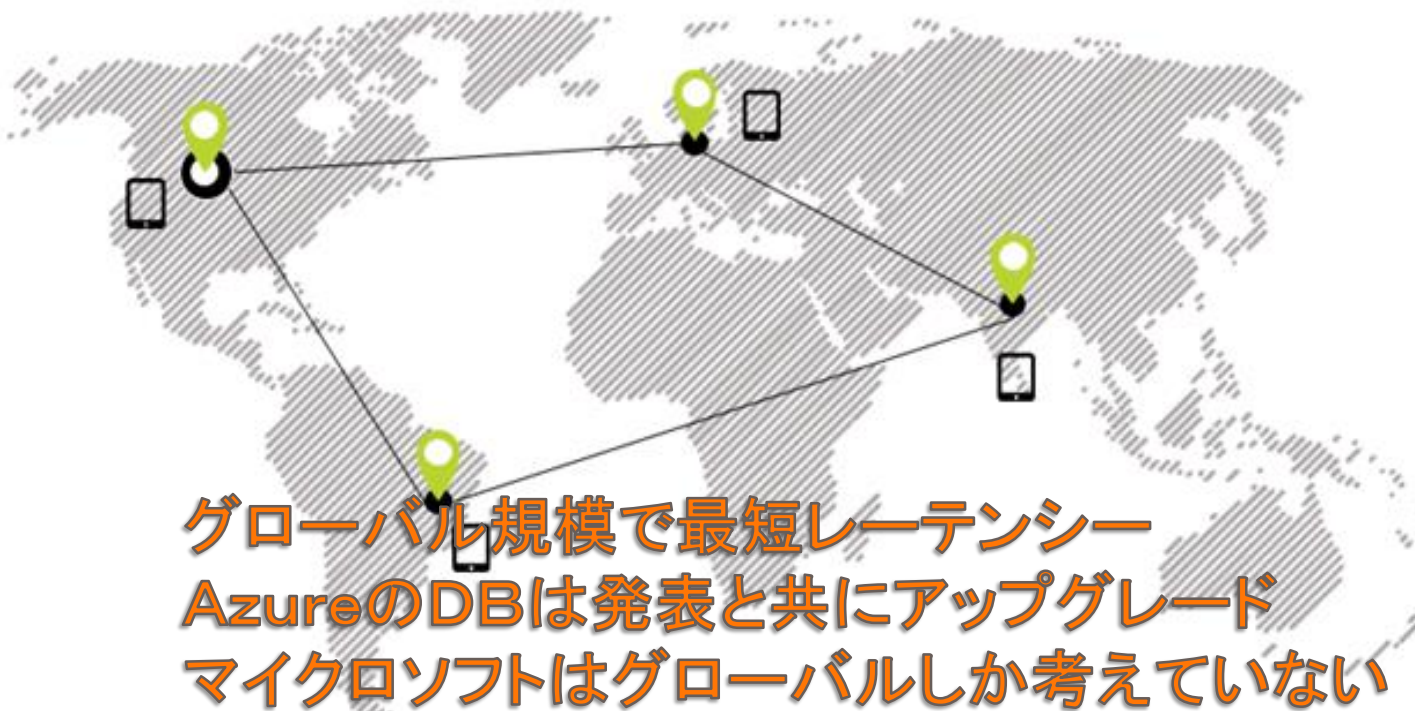 グローバル規模で最短レーテンシー
AzureのDBは発表と共にアップグレード
マイクロソフトはグローバルしか考えていない